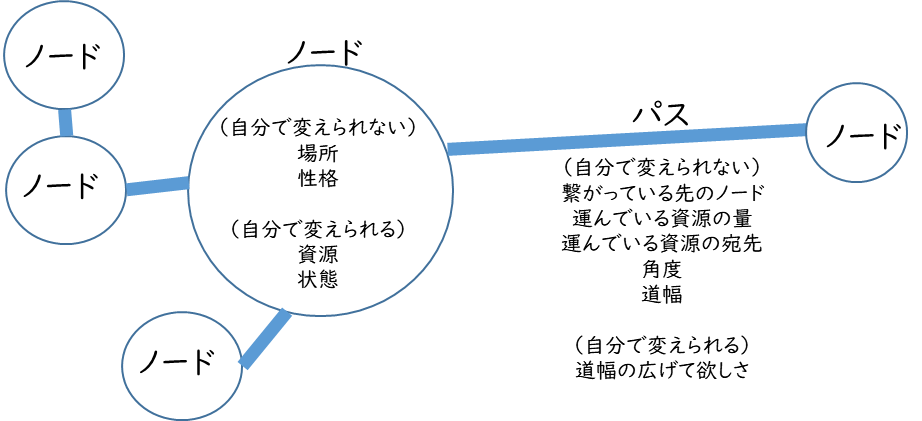 ノード
ノード
ノード
（自分で変えられない）
場所
性格
（自分で変えられる）
資源
状態
ノード
パス
（自分で変えられない）
繋がっている先のノード
運んでいる資源の量
運んでいる資源の宛先
角度
道幅
（自分で変えられる）
道幅の広げて欲しさ
ノード